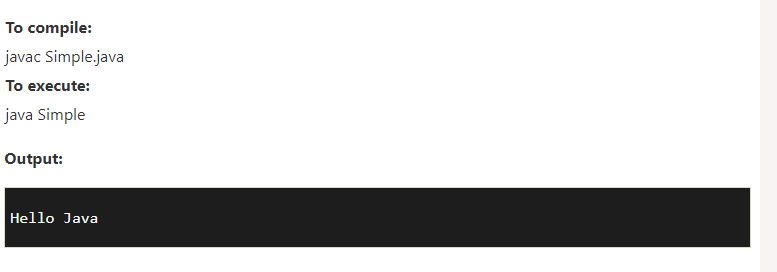 To compile:
javac Simple.java
To execute:
java Simple
Output:
Hello Java